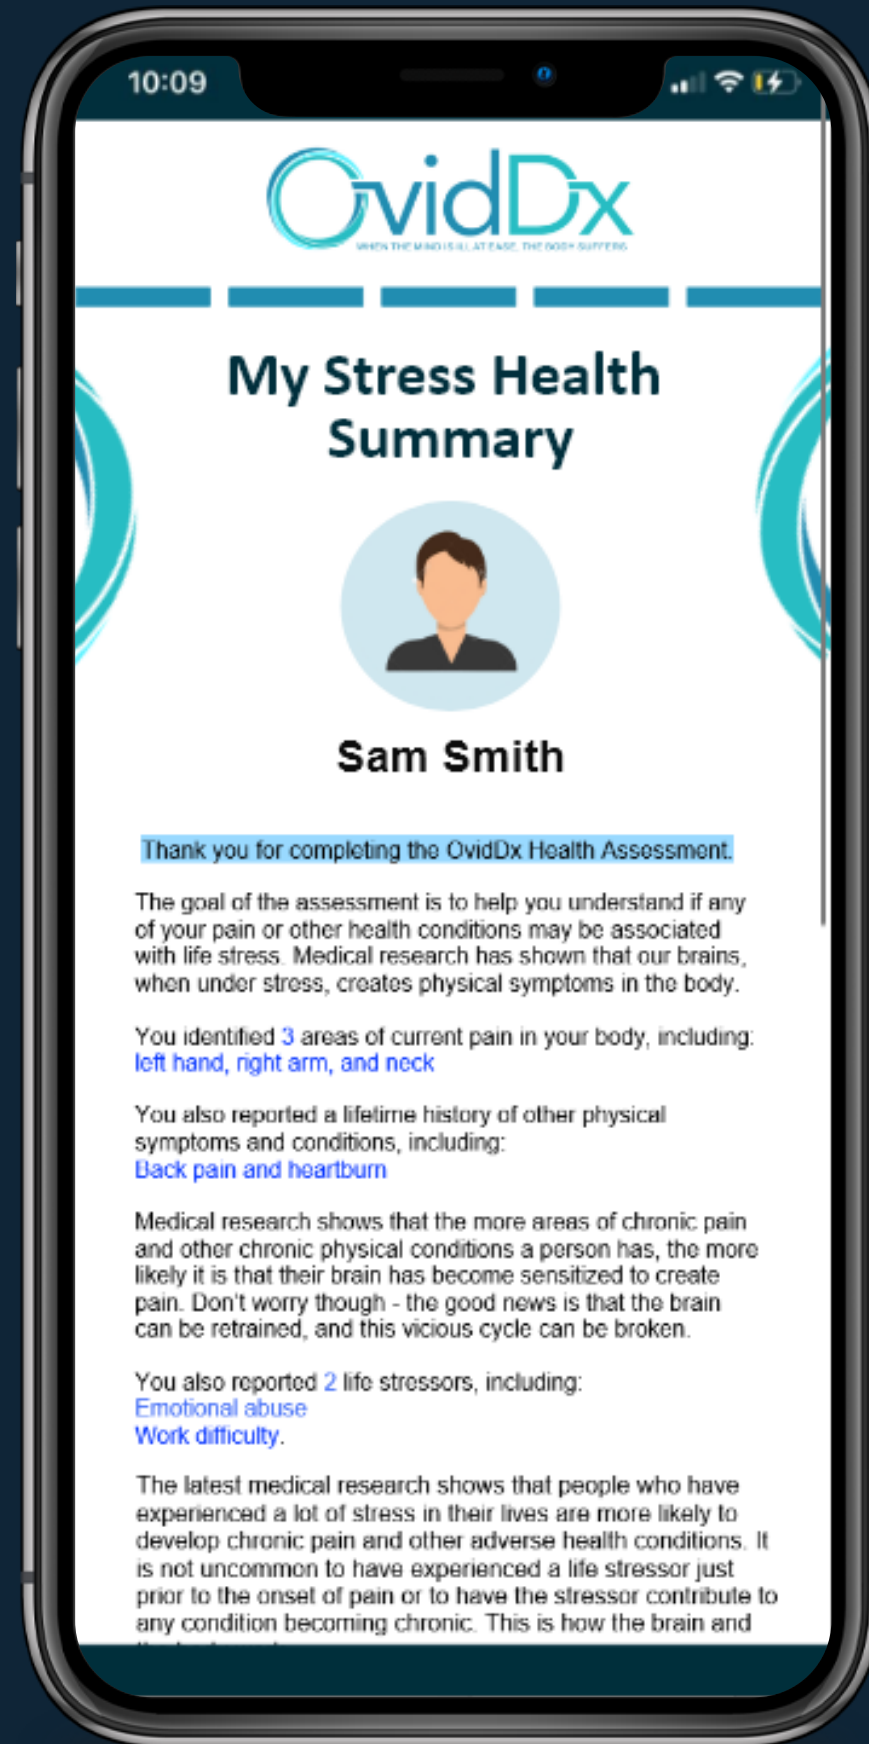 10:09
OvidDx
WHEN THE MIND IS ILL AT EASE, THE BODY SUFFERS
My Stress Health
Summary
Sam Smith
Thank you for completing the OvidDx Health Assessment.
The goal of the assessment is to help you understand if any
of your pain or other health conditions may be associated
with life stress. Medical research has shown that our brains,
when under stress, creates physical symptoms in the body.
You identified 3 areas of current pain in your body, including:
left hand, right arm, and neck
You also reported a lifetime history of other physical
symptoms and conditions, including:
Back pain and heartburn
Medical research shows that the more areas of chronic pain
and other chronic physical conditions a person has, the more
likely it is that their brain has become sensitized to create
pain. Don't worry though - the good news is that the brain
can be retrained, and this vicious cycle can be broken.
You also reported 2 life stressors, including:
Emotional abuse
Work difficulty.
The latest medical research shows that people who have
experienced a lot of stress in their lives are more likely to
develop chronic pain and other adverse health conditions. It
is not uncommon to have experienced a life stressor just
prior to the onset of pain or to have the stressor contribute to
any condition becoming chronic. This is how the brain and